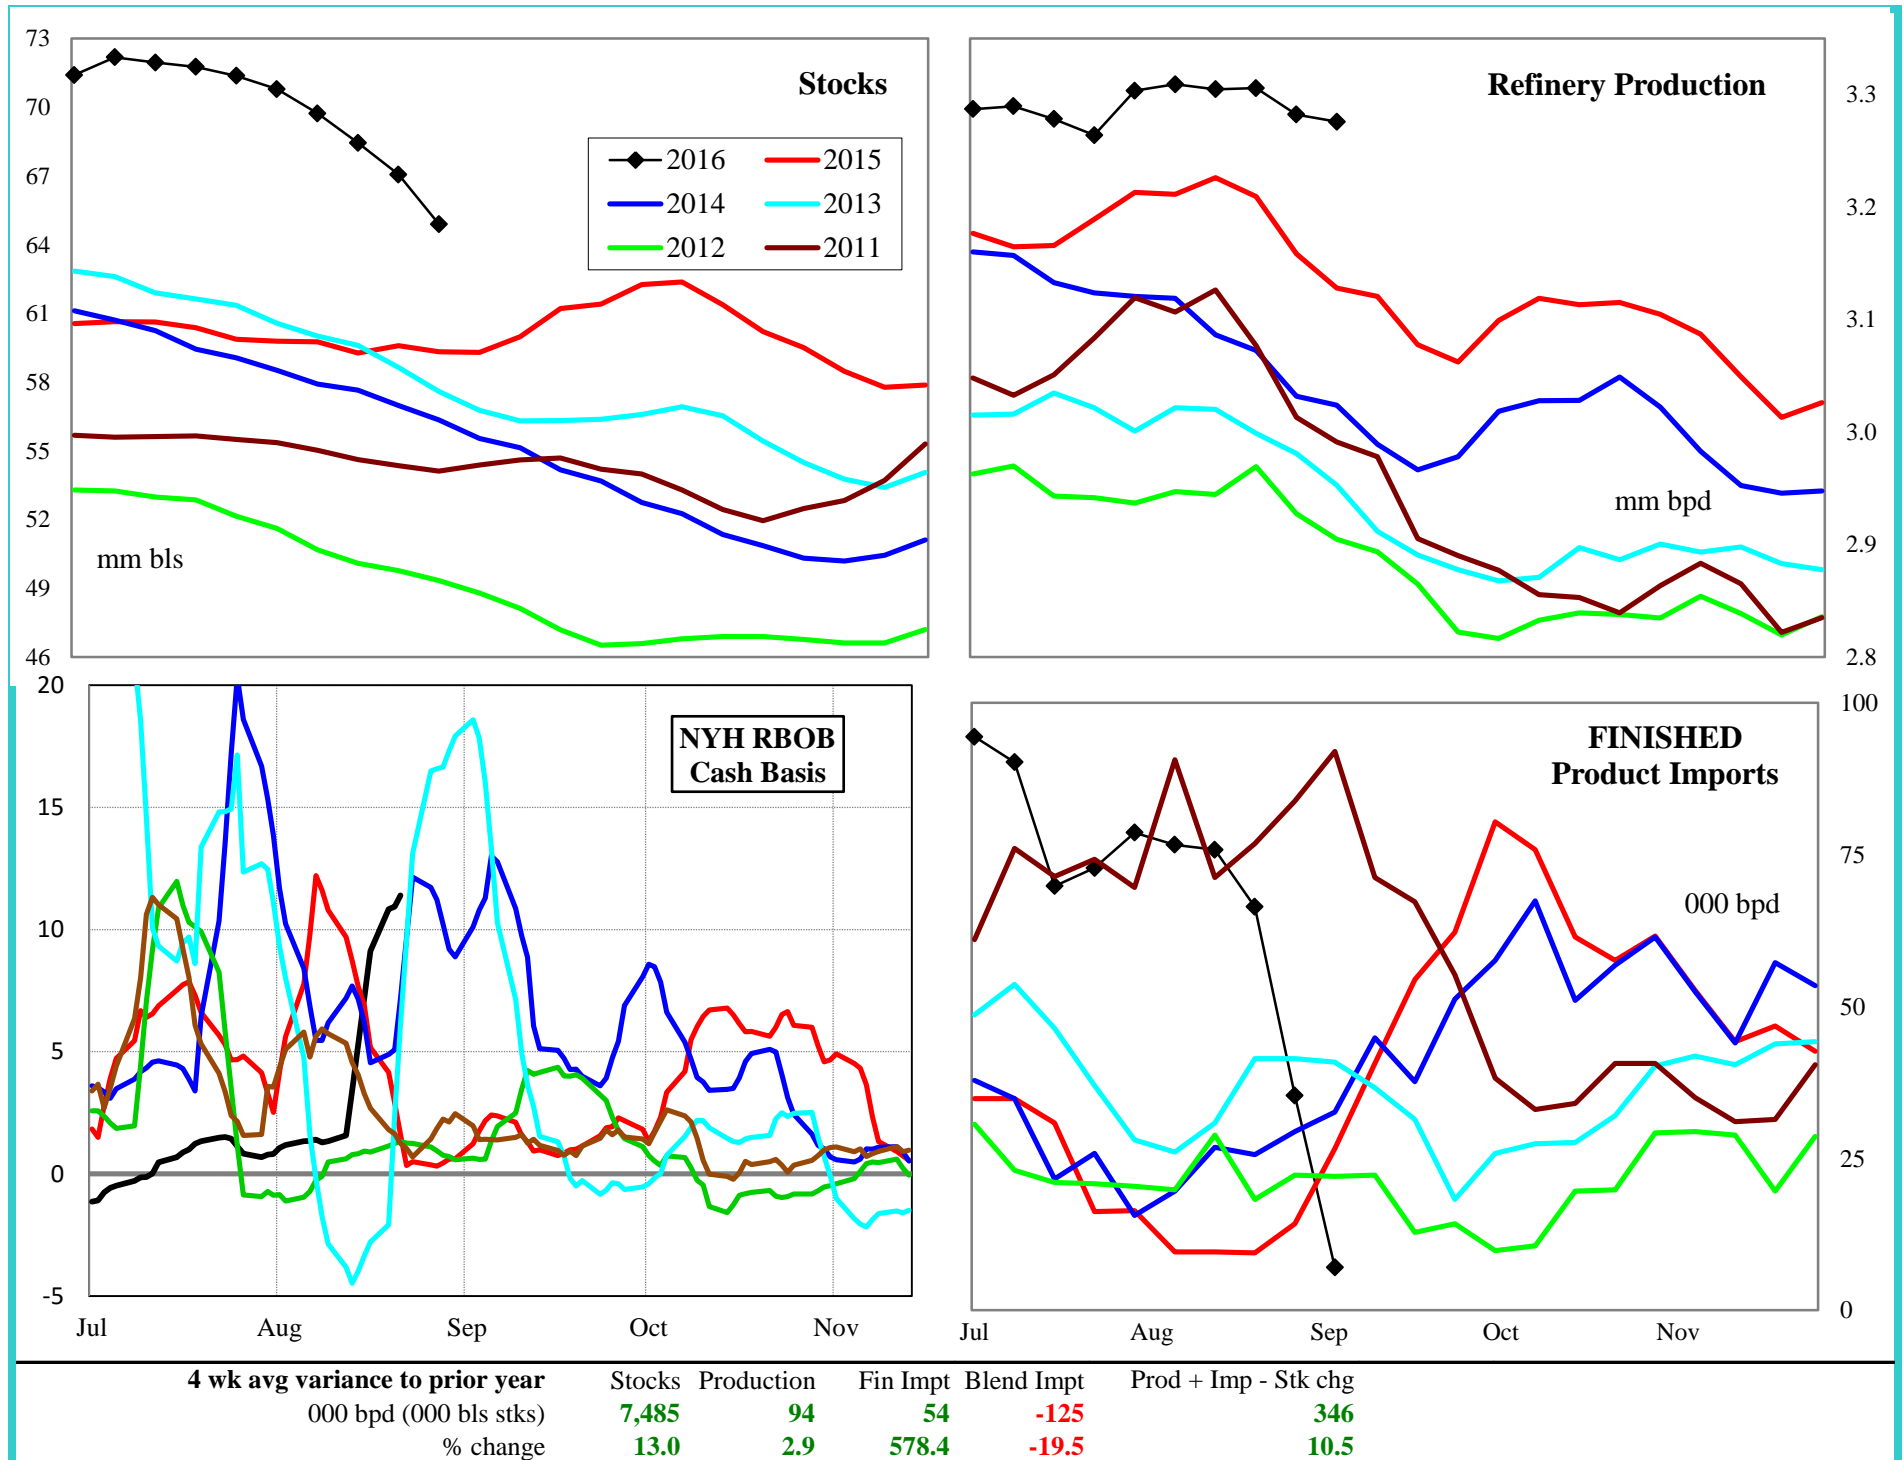 73
70
67
64
61
58
55
52
49
46
Stocks
2016
2015
2014
2013
2012
2011
mm bls
Refinery Production
3.3
3.2
3.1
3.0
2.9
2.8
mm bpd
20
15
10
5
0
-5
NYH RBOB
Cash Basis
Jul Aug Sep Oct Nov
FINISHED
Product Imports
100
75
50
25
0
000 bpd
Jul Aug Sep Oct Nov
4 wk avg variance to prior year Stocks Production Fin Impt Blend Impt Prod + Imp - Stk chg
000 bpd (000 bls stks) 7,485 94 54 -125 346
% change 13.0 2.9 578.4 -19.5 10.5